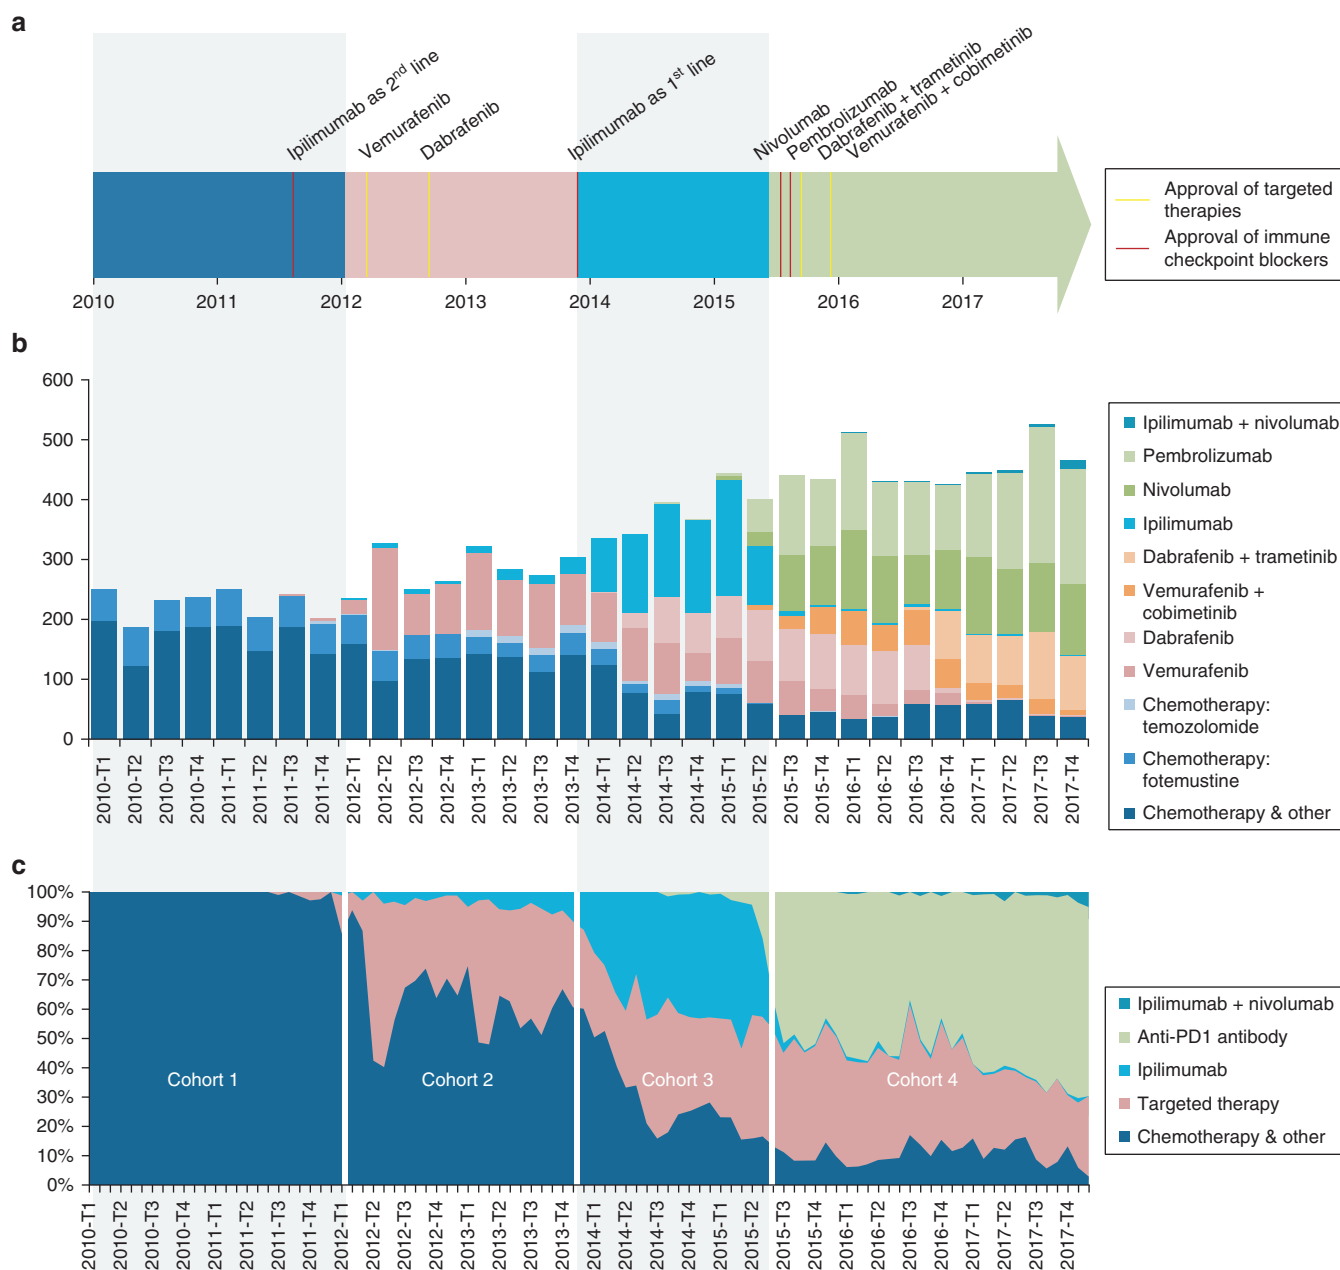 a
Ipilimumab as 2nd line
Vemurafenib
Dabrafenib
Ipilimumab as 1st line
Nivolumab
Pembrolizumab
Dabrafenib + trametinib
Vemurafenib + cobimetinib
2010
2011
2012
2013
2014
2015
2016
2017
Approval of targeted
therapies
Approval of immune
checkpoint blockers
b
600
500
400
300
200
100
0
2010-T1
2010-T2
2010-T3
2010-T4
2011-T1
2011-T2
2011-T3
2011-T4
2012-T1
2012-T2
2012-T3
2012-T4
2013-T1
2013-T2
2013-T3
2013-T4
2014-T1
2014-T2
2014-T3
2014-T4
2015-T1
2015-T2
2015-T3
2015-T4
2016-T1
2016-T2
2016-T3
2016-T4
2017-T1
2017-T2
2017-T3
2017-T4
Ipilimumab + nivolumab
Pembrolizumab
Nivolumab
Ipilimumab
Dabrafenib + trametinib
Vemurafenib +
cobimetinib
Dabrafenib
Vemurafenib
Chemotherapy:
temozolomide
Chemotherapy:
fotemustine
Chemotherapy & other
c
100%
90%
80%
70%
60%
50%
40%
30%
20%
10%
0%
Cohort 1
Cohort 2
Cohort 3
Cohort 4
2010-T1
2010-T2
2010-T3
2010-T4
2011-T1
2011-T2
2011-T3
2011-T4
2012-T1
2012-T2
2012-T3
2012-T4
2013-T1
2013-T2
2013-T3
2013-T4
2014-T1
2014-T2
2014-T3
2014-T4
2015-T1
2015-T2
2015-T3
2015-T4
2016-T1
2016-T2
2016-T3
2016-T4
2017-T1
2017-T2
2017-T3
2017-T4
Ipilimumab + nivolumab
Anti-PD1 antibody
Ipilimumab
Targeted therapy
Chemotherapy & other